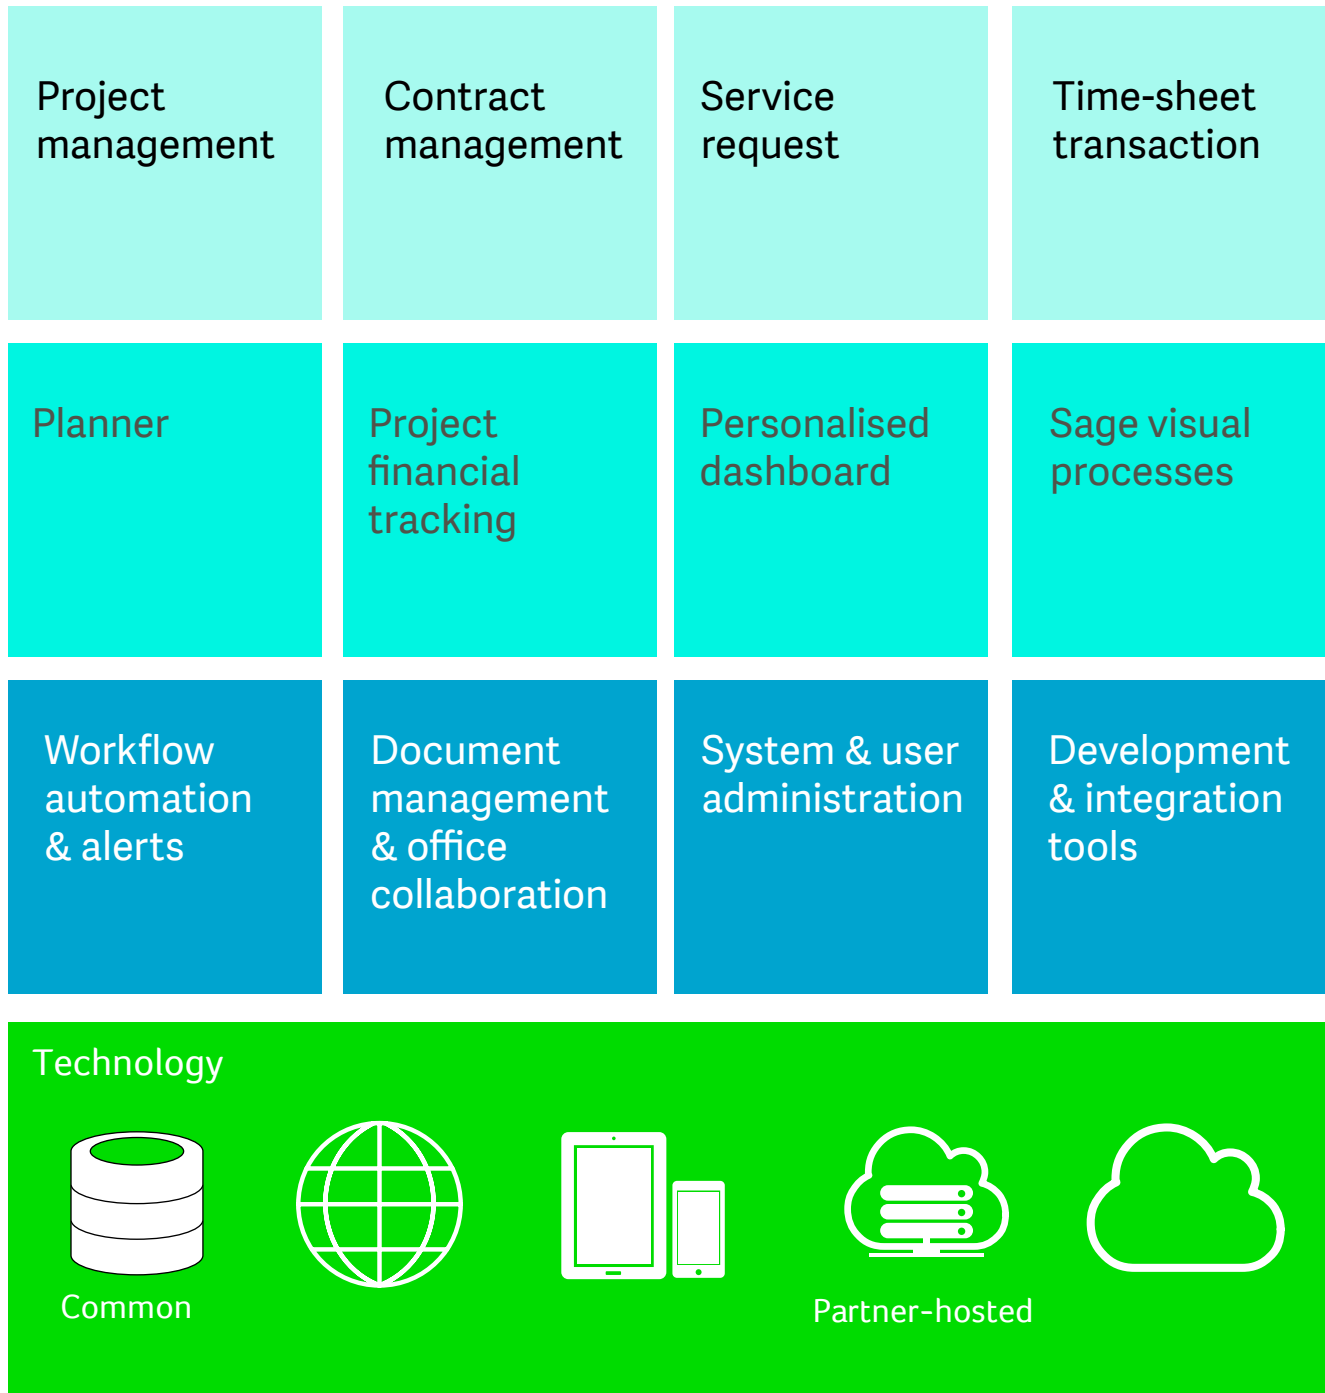 Project
management
Contract
management
Service
request
Time-sheet
transaction
Planner
Project
financial
tracking
Personalised
dashboard
Sage visual
processes
Workflow
automation
& alerts
Document
management
& office
collaboration
System & user
administration
Development
& integration
tools
Technology
Common
Partner-hosted